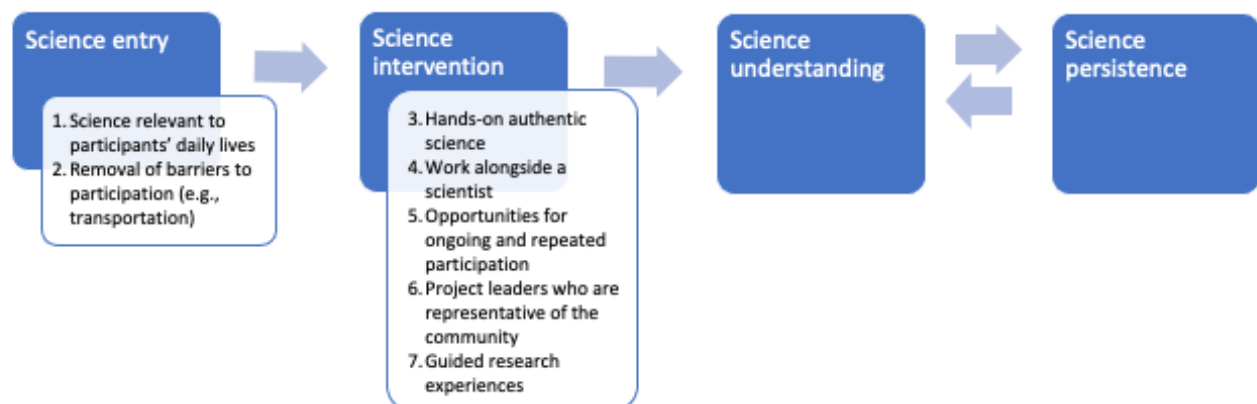 Science entry
1. Science relevant to
participants' daily lives
2. Removal of barriers to
participation (e.g.,
transportation)
Science
intervention
3. Hands-on authentic
science
4. Work alongside a
scientist
5. Opportunities for
ongoing and repeated
participation
6. Project leaders who are
representative of the
community
7. Guided research
experiences
Science
understanding
Science
persistence